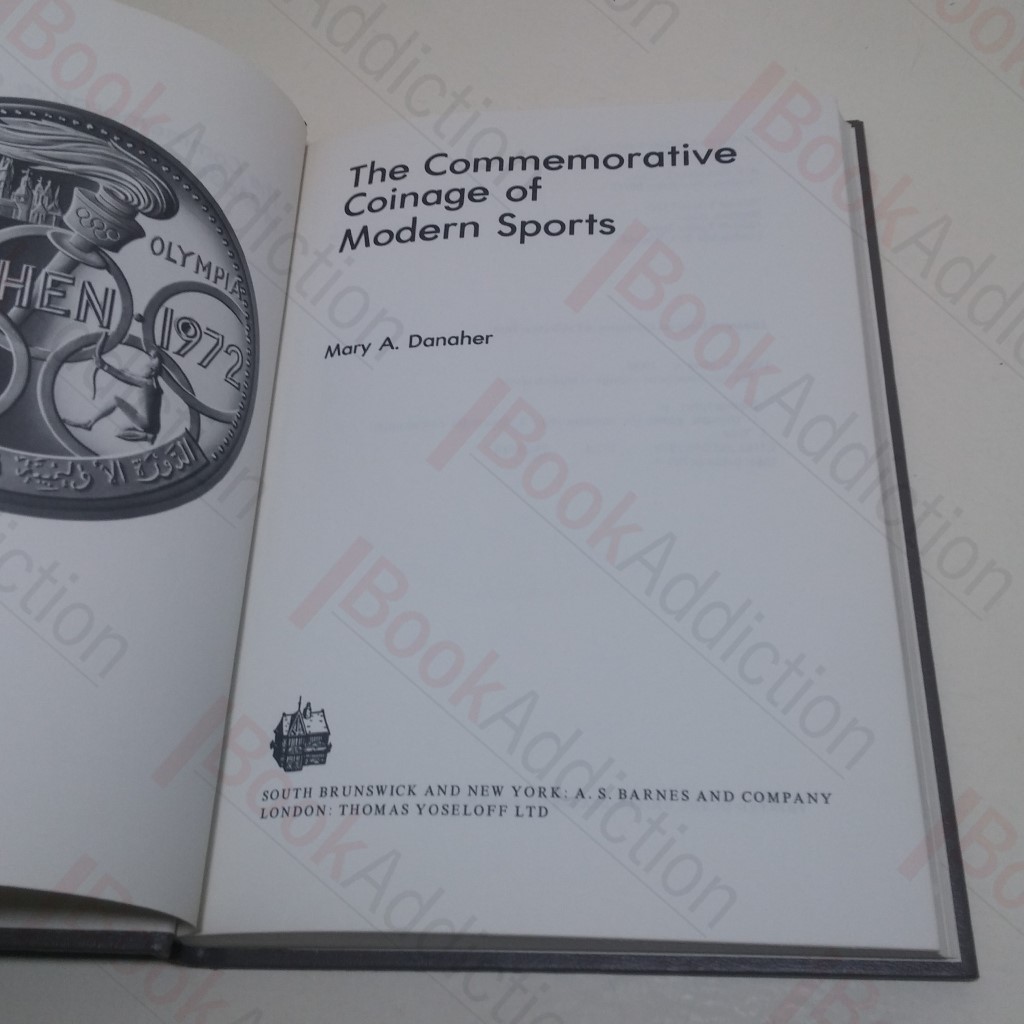 OLYMPIA
HEN
1972
The Commemorative
Coinage of
Modern Sports
Mary A. Danaher
SOUTH BRUNSWICK AND NEW YORK: A. S. BARNES AND COMPANY
LONDON: THOMAS YOSELOFF LTD
BookAddiction